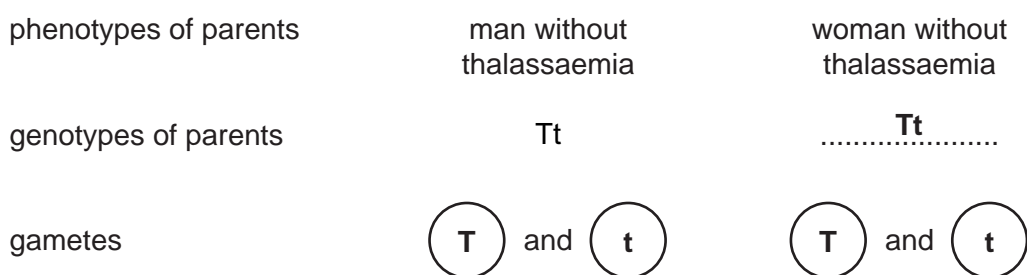 phenotypes of parents man without thalassaemia woman without thalassaemia
genotypes of parents Tt Tt ......................
gametes T and t T and t